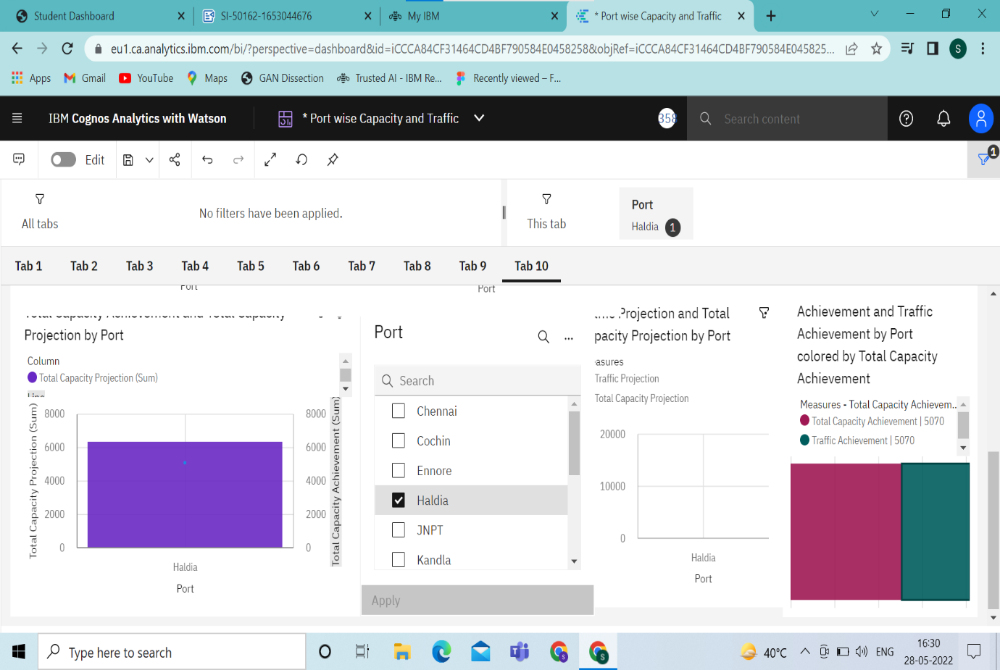 Student Dashboard
SI-50162-1653044676
My IBM
* Port wise Capacity and Traffic
eu1.ca.analytics.ibm.com/bi/?perspective=dashboard&id=iCCCA84CF31464CD4BF790584E0458258&objRef=iCCCA84CF31464CD4BF790584E045825...
S
Apps
Gmail
YouTube
Maps
GAN Dissection
Trusted AI - IBM Re...
Recently viewed – F...
IBM Cognos Analytics with Watson
* Port wise Capacity and Traffic
358
Search content
Edit
1
All tabs
No filters have been applied.
This tab
Port
Haldia 1
Tab 1
Tab 2
Tab 3
Tab 4
Tab 5
Tab 6
Tab 7
Tab 8
Tab 9
Tab 10
Port
Port
Total Capacity Achievement and Total Capacity
Projection by Port
Column
Total Capacity Projection (Sum)
Line
Total Capacity Projection (Sum)
8000
6000
4000
2000
0
8000
6000
4000
2000
0
Total Capacity Achievement (Sum)
Haldia
Port
Port
...
Search
Chennai
Cochin
Ennore
Haldia
JNPT
Kandla
Apply
Projection and Total
pacity Projection by Port
asures
Traffic Projection
Total Capacity Projection
20000
10000
0
Haldia
Port
Achievement and Traffic
Achievement by Port
colored by Total Capacity
Achievement
Measures - Total Capacity Achievem...
Total Capacity Achievement | 5070
Traffic Achievement | 5070
Type here to search
S
S
40°C
ENG
16:30
28-05-2022